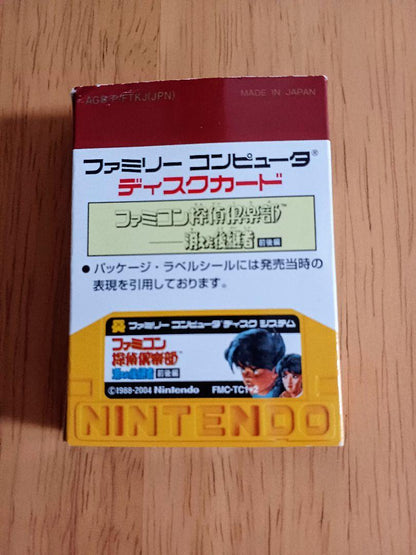 MADE IN JAPAN
ファミリー コンピュータ®
ディスクカード
ファミコン探偵倶楽部™
消えた後継者 前後編
● パッケージ・ラベルシールには発売当時の
表現を引用しております。
ファミリー コンピュータ ディスク システム
ファミコン
探偵倶楽部
消えた後継者 前後編
©1988-2004 Nintendo FMC-TC1+2
NINTENDO